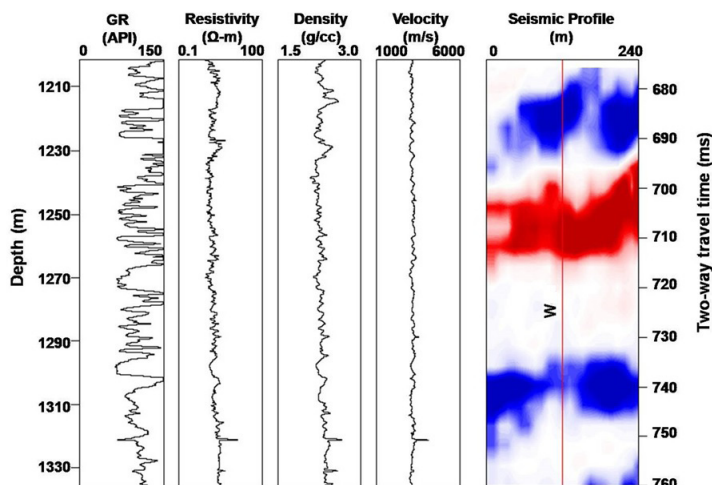 GR
(API)
0 150
Resistivity
(Ω-m)
0.1 100
Density
(g/cc)
1.5 3.0
Velocity
(m/s)
1000 6000
Seismic Profile
(m)
0 240
Depth (m)
1210
1230
1250
1270
1290
1310
1330
W
680
690
700
710
720
730
740
750
760
Two-way travel time (ms)